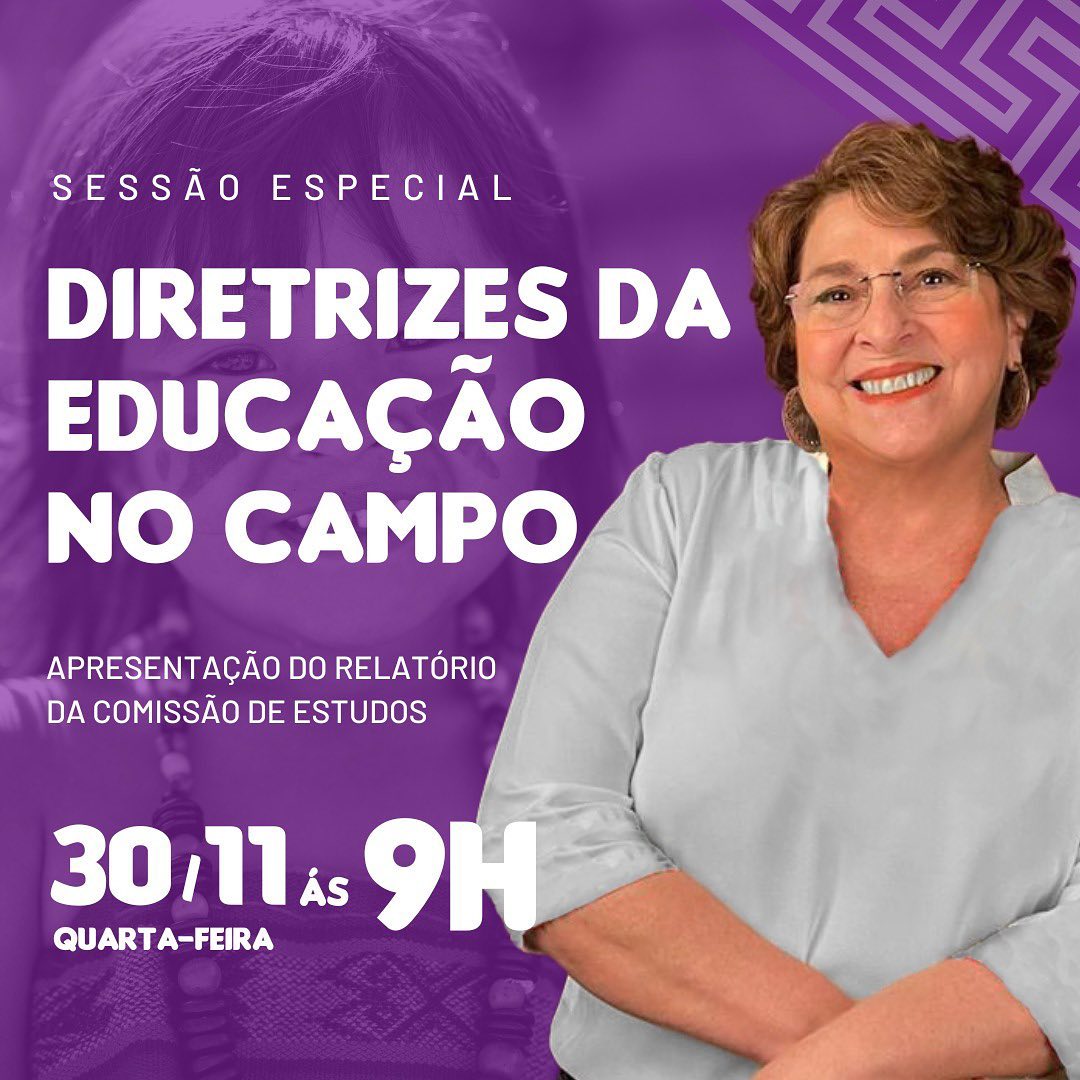 SESSÃO ESPECIAL
DIRETRIZES DA
EDUCAÇÃO
NO CAMPO
APRESENTAÇÃO DO RELATÓRIO
DA COMISSÃO DE ESTUDOS
30/11 ÁS 9H
QUARTA-FEIRA